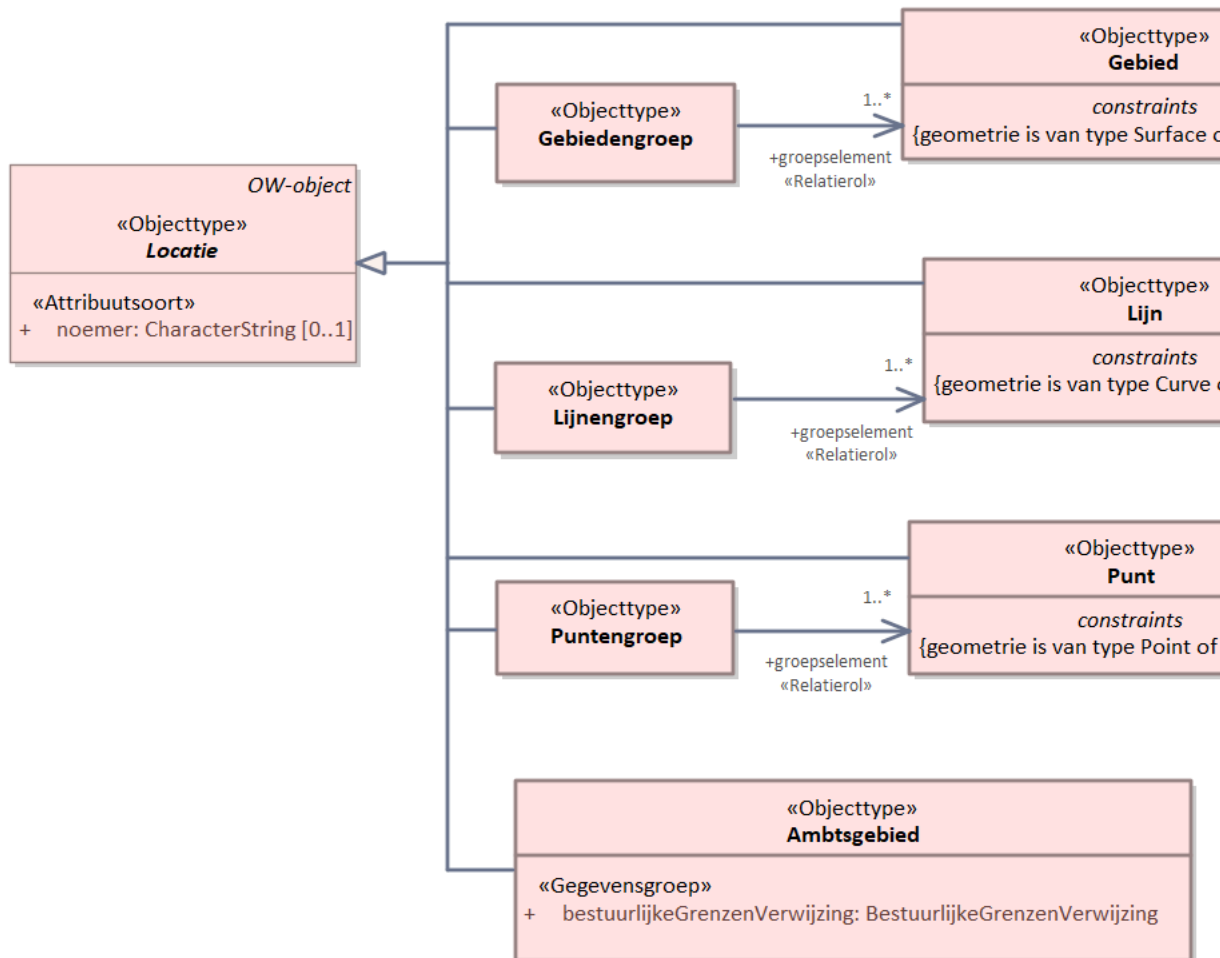 OW-object
«Objecttype»
Locatie
«Attribuutsoort»
+ noemer: CharacterString [0..1]
«Objecttype»
Gebied
constraints
{geometrie is van type Surface
«Objecttype»
Gebiedengroep
1..*
+groepselement
«Relatierol»
«Objecttype»
Lijn
constraints
{geometrie is van type Curve
«Objecttype»
Lijnengroep
1..*
+groepselement
«Relatierol»
«Objecttype»
Punt
constraints
{geometrie is van type Point of
«Objecttype»
Puntengroep
1..*
+groepselement
«Relatierol»
«Objecttype»
Ambtsgebied
«Gegevensgroep»
+ bestuurlijkeGrenzenVerwijzing: BestuurlijkeGrenzenVerwijzing